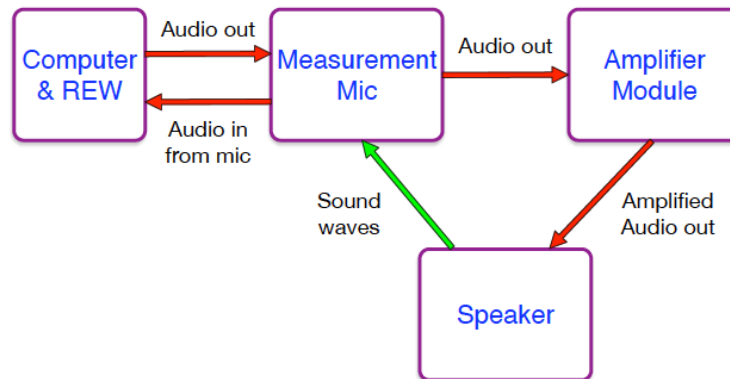 Audio out
Computer
& REW
Measurement
Mic
Audio out
Amplifier
Module
Audio in
from mic
Sound
waves
Amplified
Audio out
Speaker